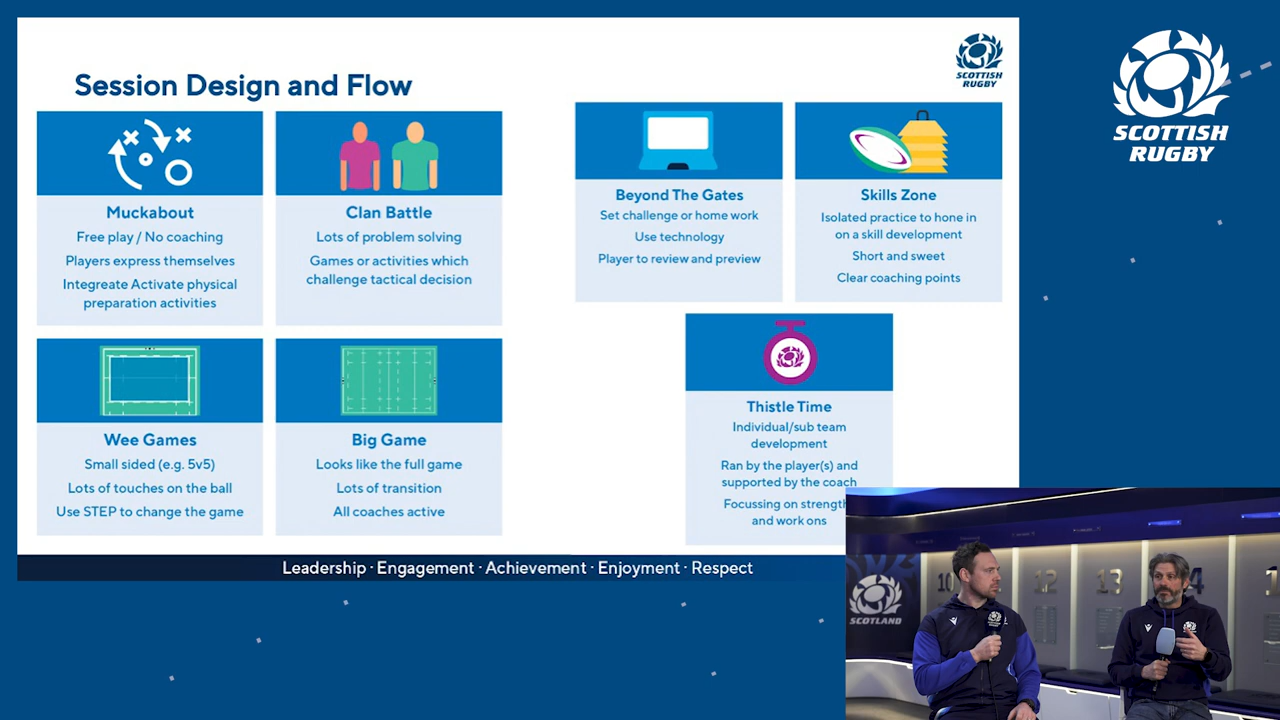 Session Design and Flow
SCOTTISH
RUGBY
SCOTTISH
RUGBY
Muckabout
Free play / No coaching
Players express themselves
Integreate Activate physical
preparation activities
Clan Battle
Lots of problem solving
Games or activities which
challenge tactical decision
Beyond The Gates
Set challenge or home work
Use technology
Player to review and preview
Skills Zone
Isolated practice to hone in
on a skill development
Short and sweet
Clear coaching points
Wee Games
Small sided (e.g. 5v5)
Lots of touches on the ball
Use STEP to change the game
Big Game
Looks like the full game
Lots of transition
All coaches active
Thistle Time
Individual/sub team
development
Ran by the player(s) and
supported by the coach
Focussing on strength
and work ons
Leadership · Engagement · Achievement · Enjoyment · Respect
SCOTLAND
10
12
13